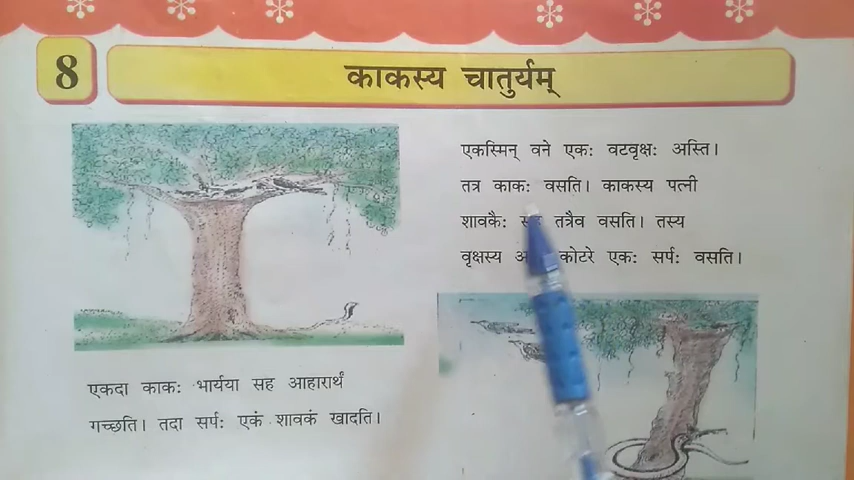 8
काकस्य चातुर्यम्
एकस्मिन् वने एकः वटवृक्षः अस्ति।
तत्र काकः वसति। काकस्य पत्नी
शावकैः सह तत्रैव वसति। तस्य
वृक्षस्य कोटरे एकः सर्पः वसति।
एकदा काकः भार्यया सह आहारार्थं
गच्छति। तदा सर्पः एकं शावकं खादति।